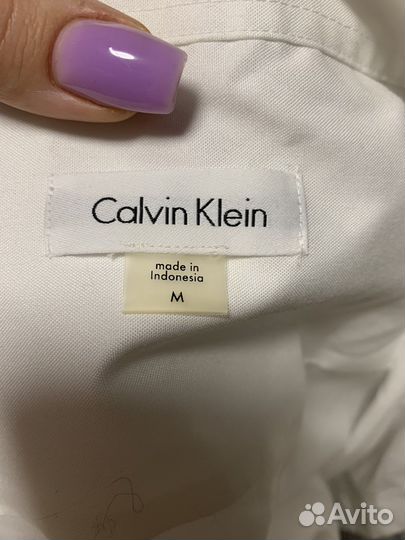 Calvin Klein
made in
Indonesia
M
Avito